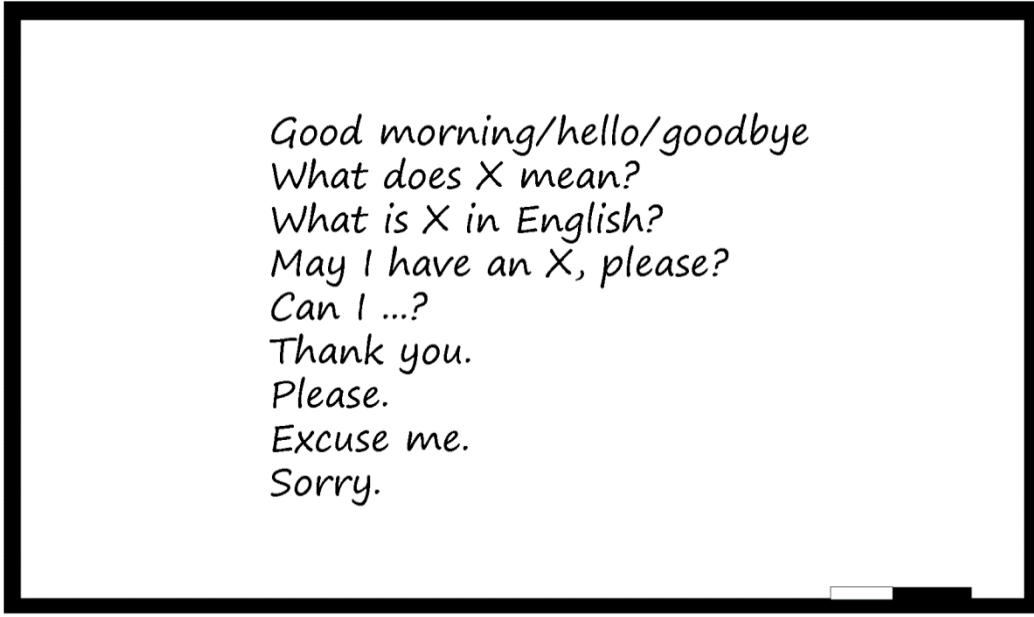 Good morning/hello/goodbye
What does X mean?
What is X in English?
May I have an X, please?
Can I ...?
Thank you.
Please.
Excuse me.
Sorry.